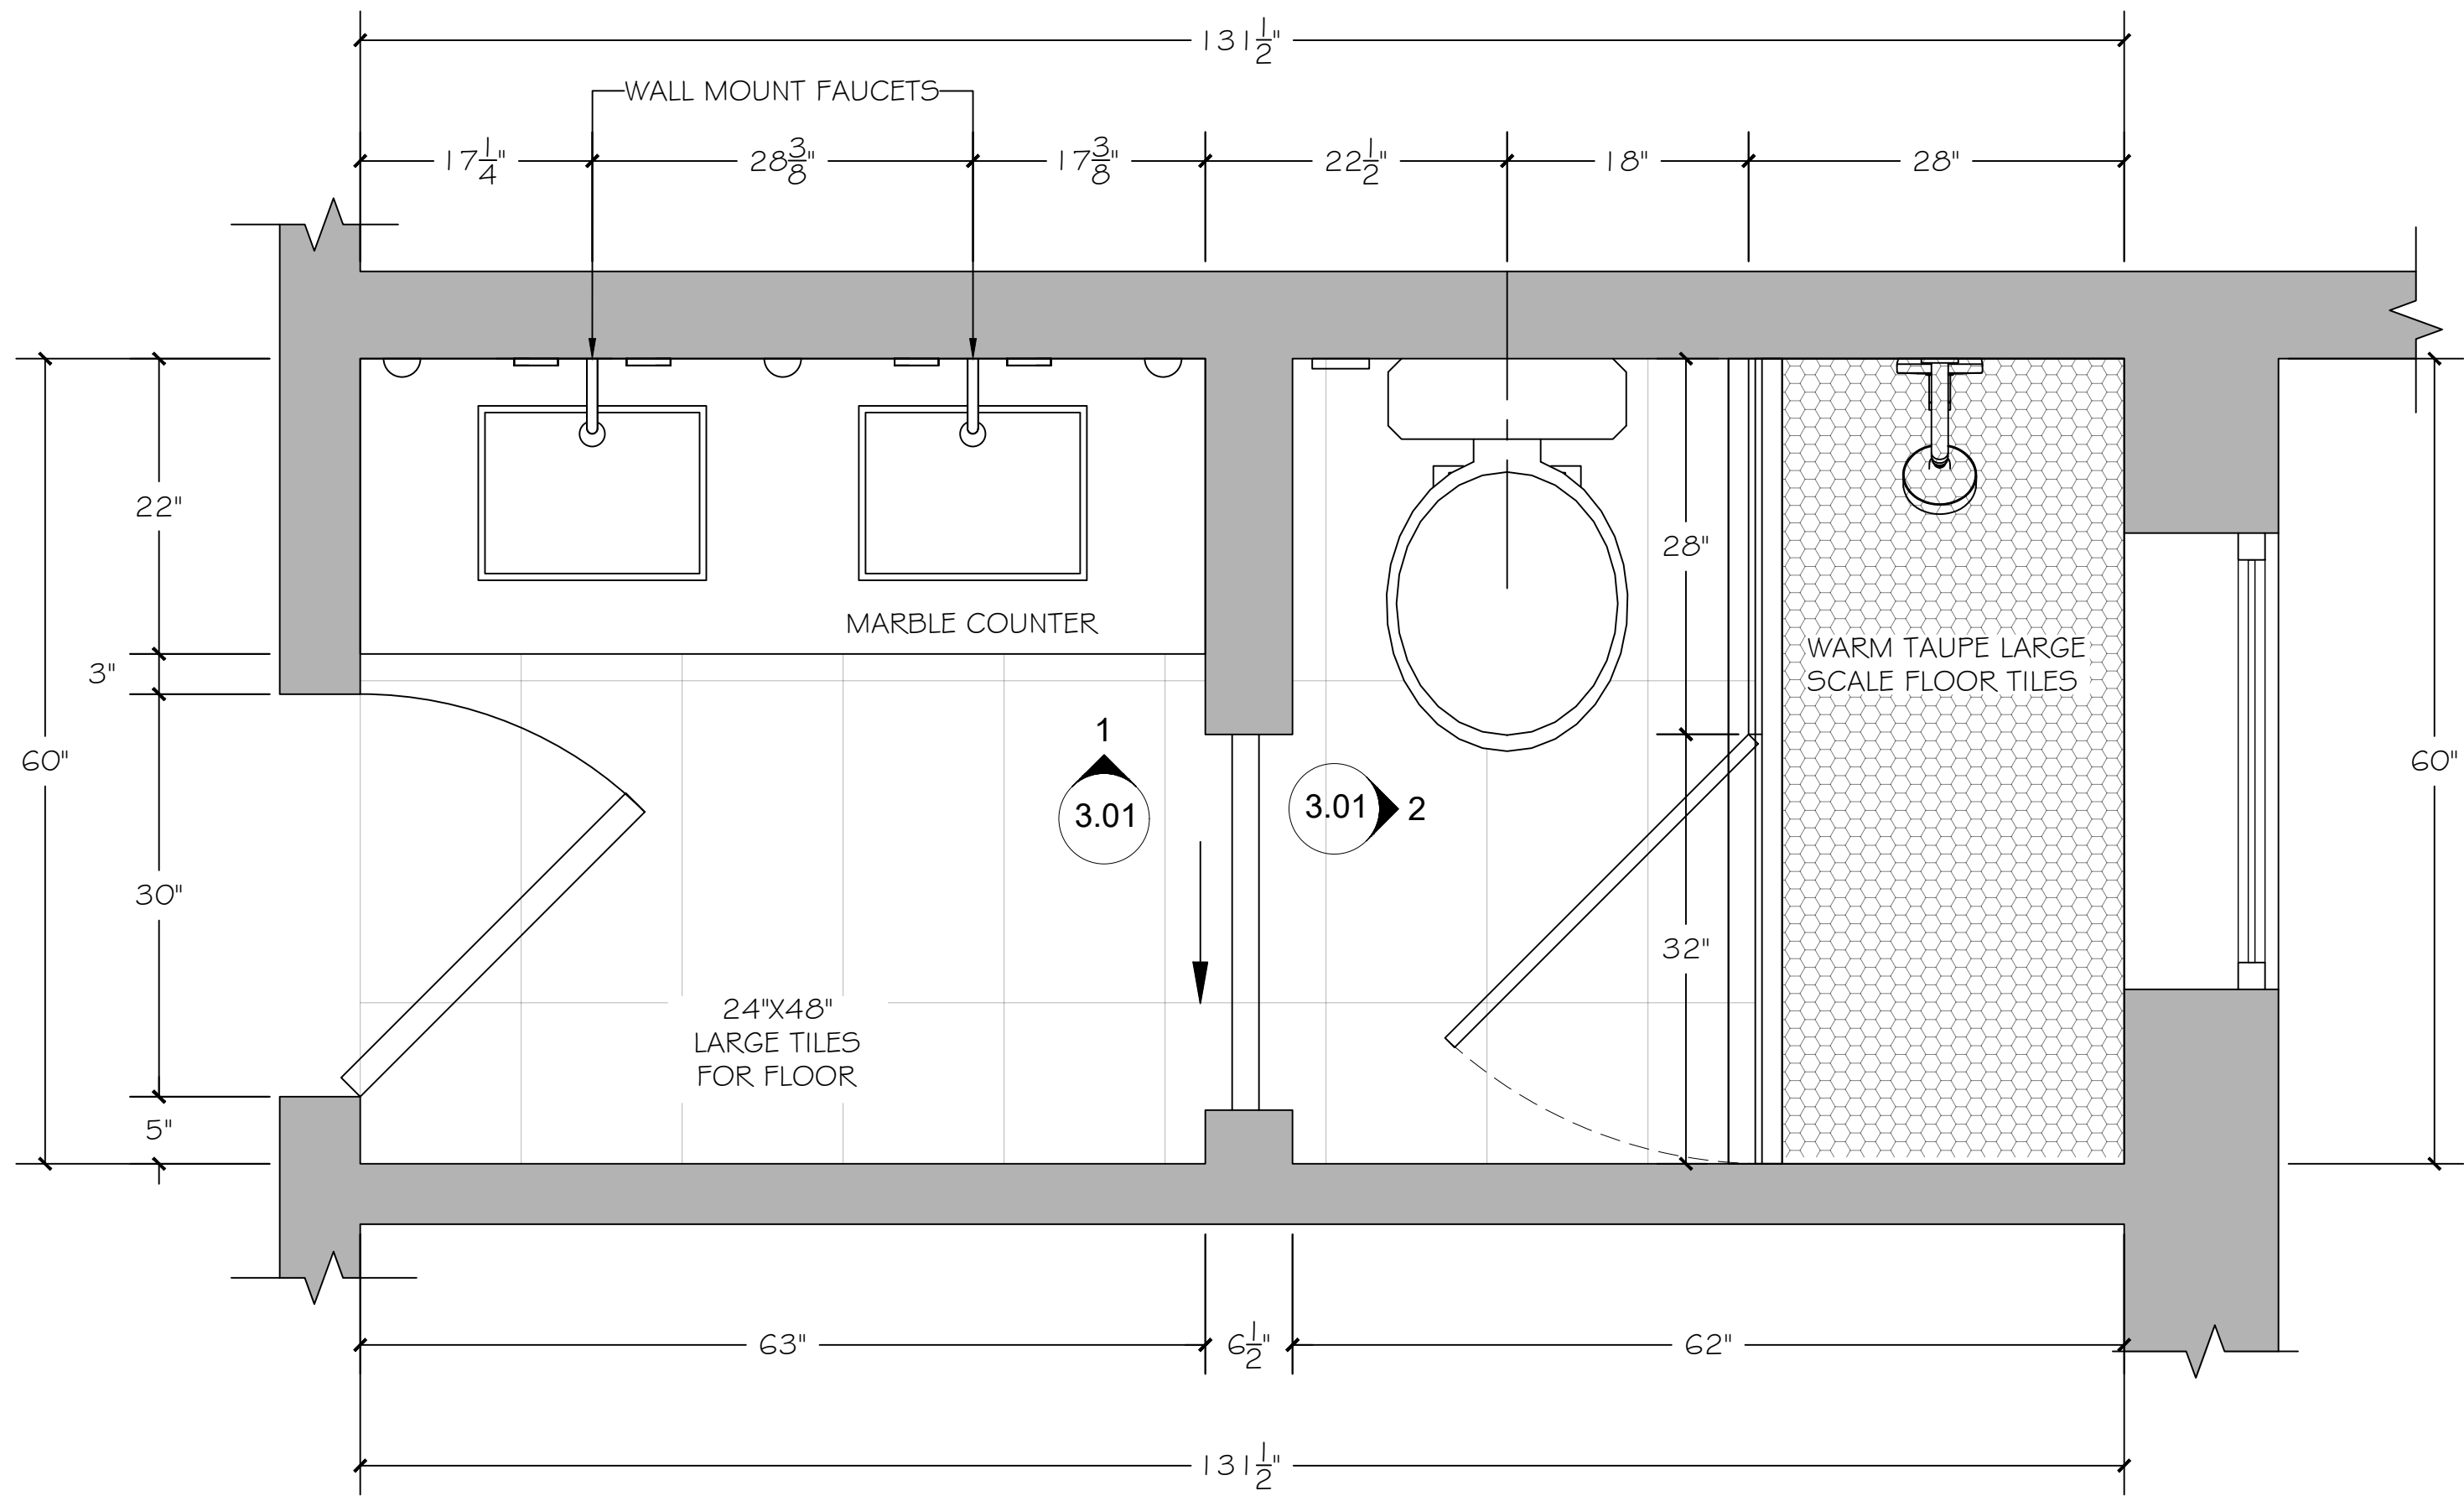 131 1/2"
WALL MOUNT FAUCETS
17 1/4" 28 3/8" 17 3/8" 22 1/2" 18" 28"
22"
28"
MARBLE COUNTER
WARM TAUPE LARGE
SCALE FLOOR TILES
3"
1
60"
60"
3.01
3.01 2
30"
32"
24"X48"
LARGE TILES
FOR FLOOR
5"
63" 6 1/2" 62"
131 1/2"